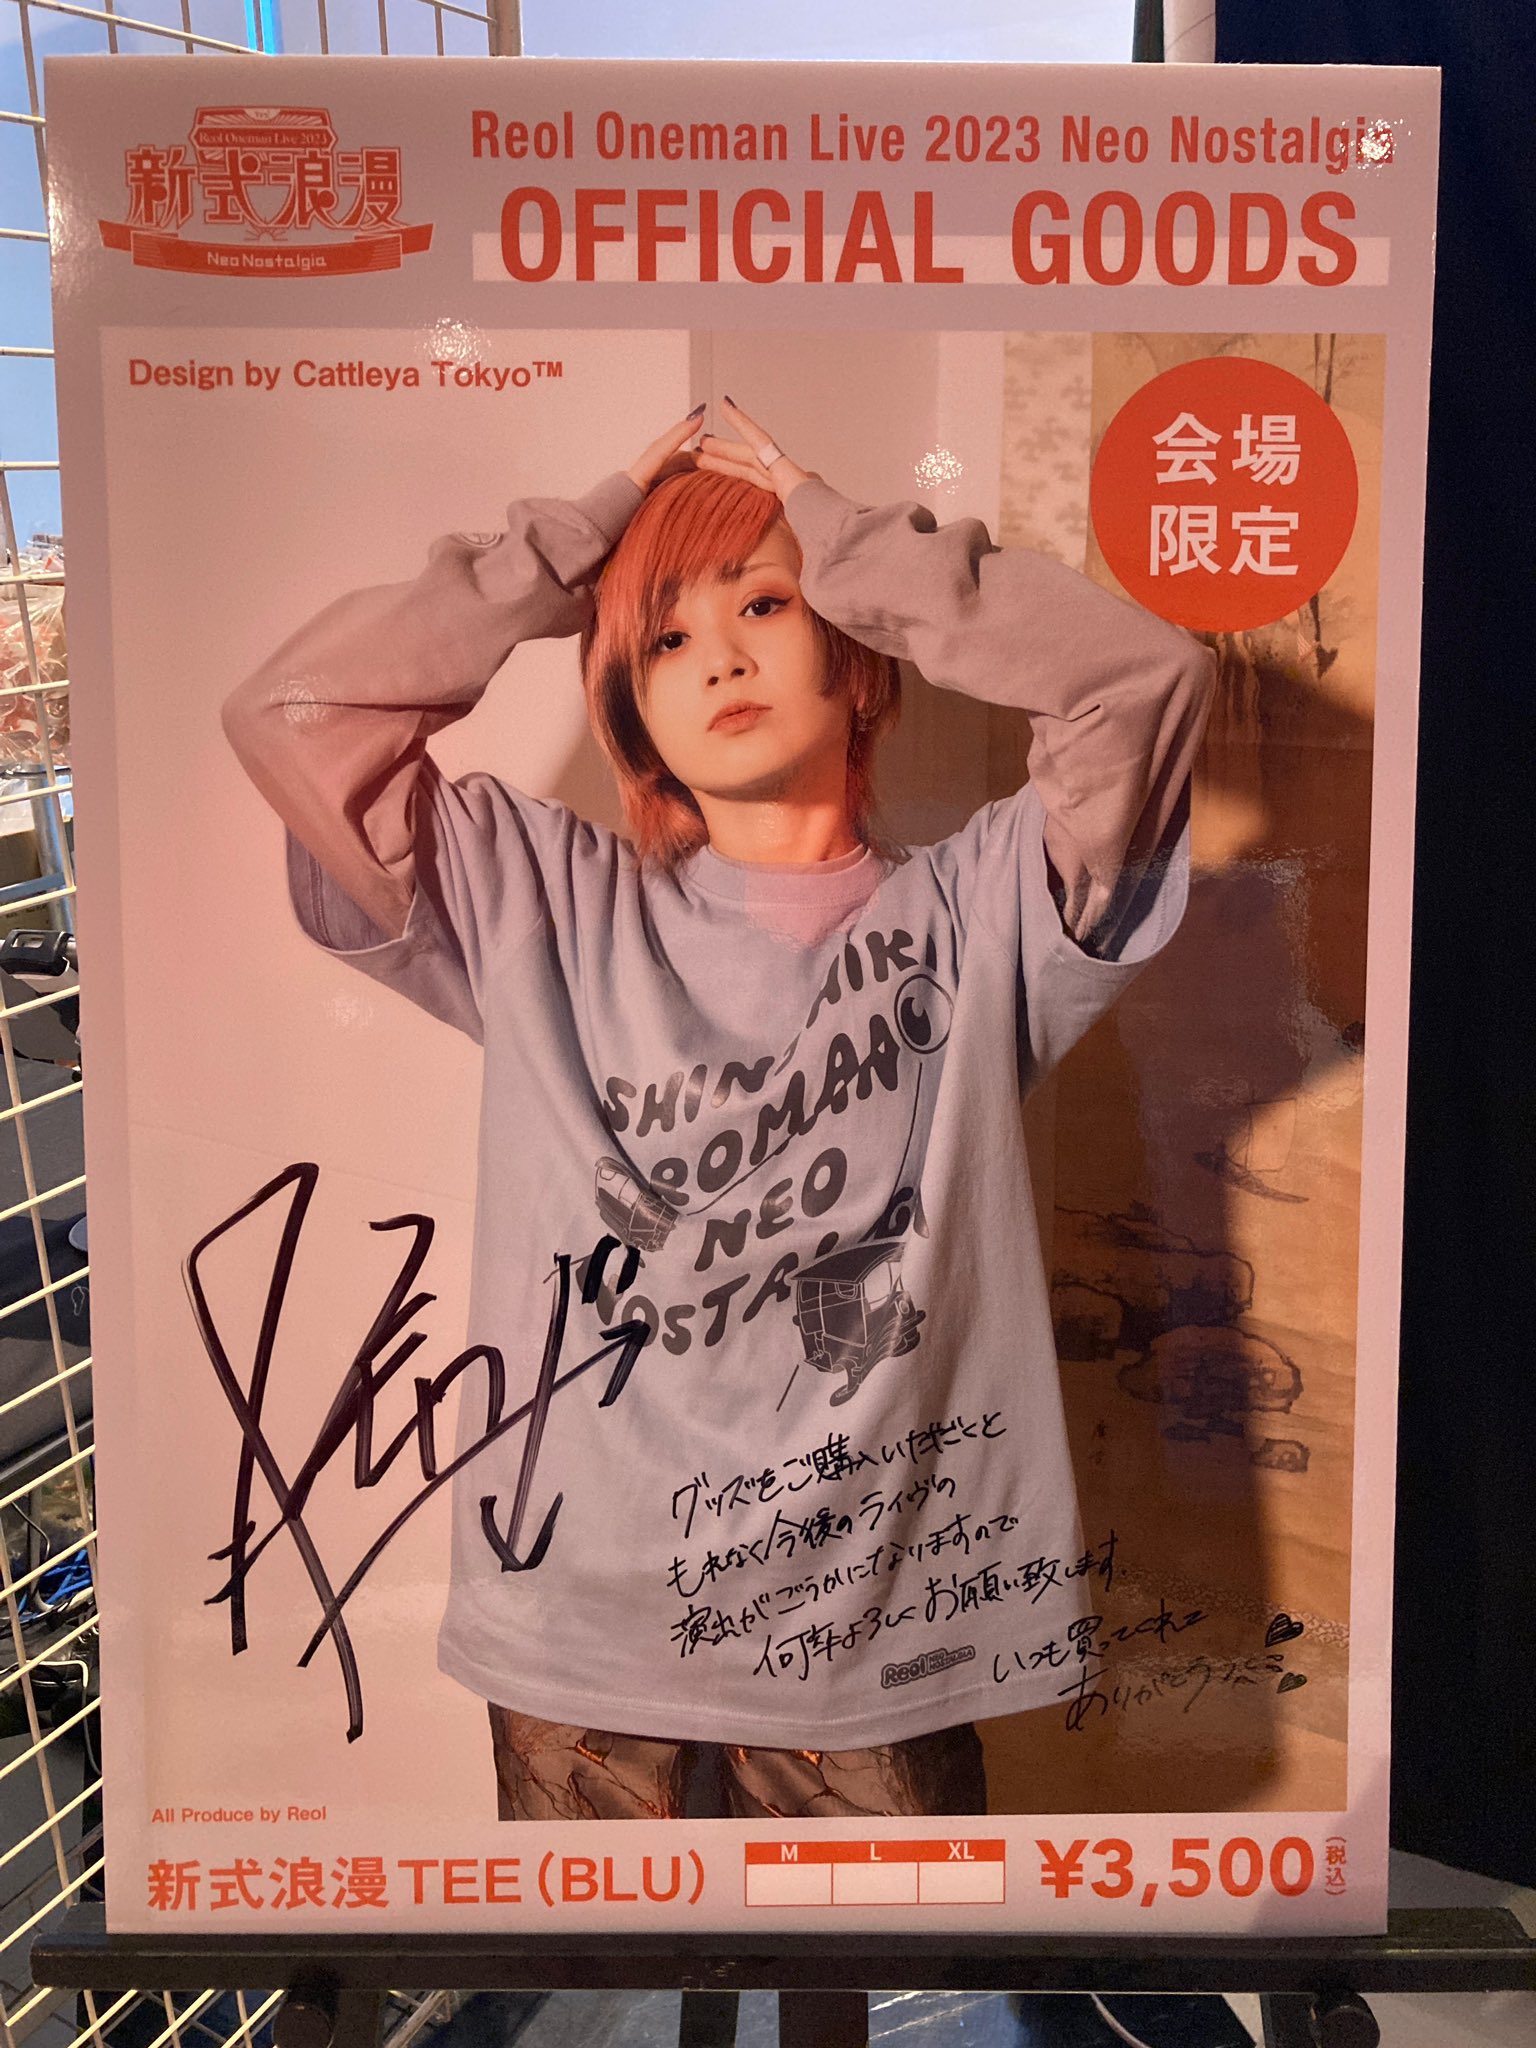 Yes!
Reol Oneman Live 2023
新式浪漫
Neo Nostalgia
Reol Oneman Live 2023 Neo Nostalgia
OFFICIAL GOODS
Design by Cattleya Tokyo™
会場
限定
SHIN
ROMAN
NEO
グッズをご購入いただくと
もれなく今後のライヴの
演出がごうかになりますので
何卒よろしくお願い致します.
いつも買ってくれて
ありがとうな
Reol NEO NOSTALGIA
All Produce by Reol
新式浪漫TEE(BLU)
M L XL
¥3,500(税込)